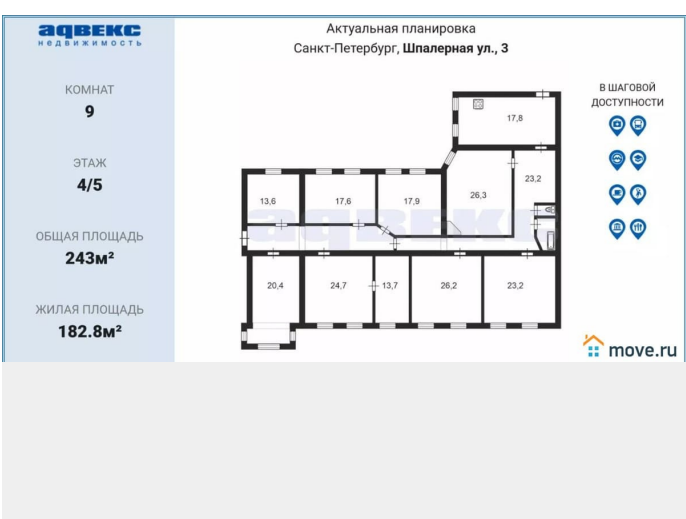 адвекс
недвижимость
Актуальная планировка
Санкт-Петербург, Шпалерная ул., 3
КОМНАТ
9
ЭТАЖ
4/5
ОБЩАЯ ПЛОЩАДЬ
243м²
ЖИЛАЯ ПЛОЩАДЬ
182.8м²
В ШАГОВОЙ
ДОСТУПНОСТИ
17,8
23,2
26,3
13,6
17,6
17,9
адвекс
20,4
24,7
13,7
26,2
23,2
move.ru